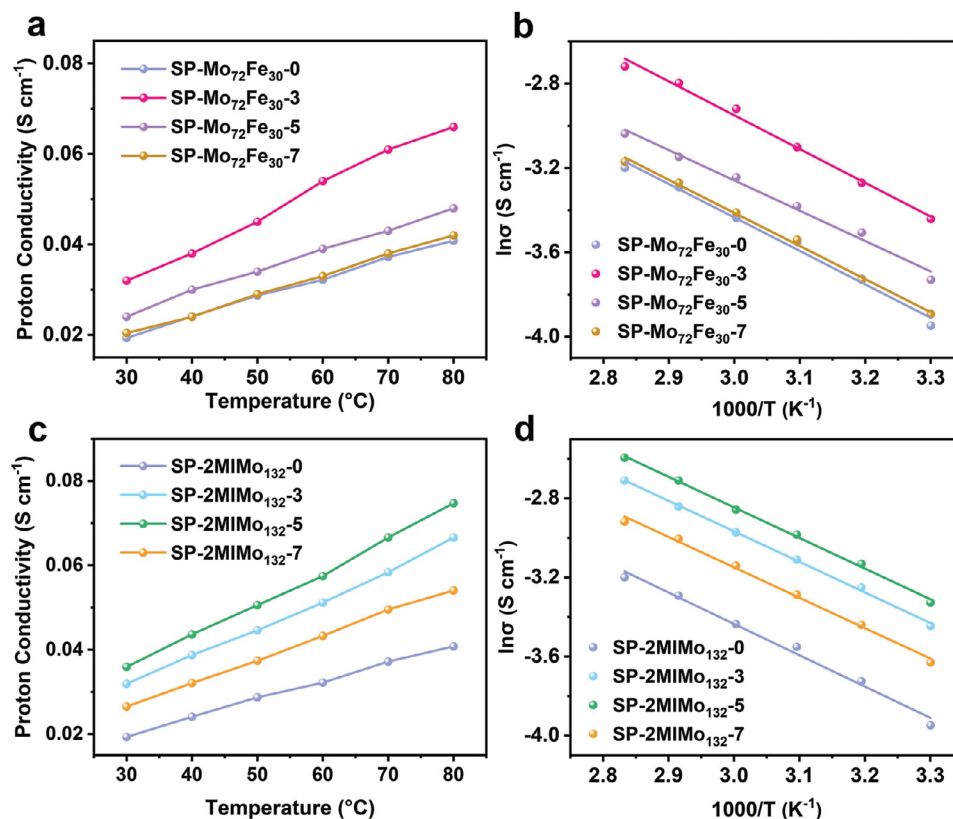 a
0.08
0.06
0.04
0.02
Proton Conductivity (S cm⁻¹)
SP-Mo₇₂Fe₃₀-0
SP-Mo₇₂Fe₃₀-3
SP-Mo₇₂Fe₃₀-5
SP-Mo₇₂Fe₃₀-7
30 40 50 60 70 80
Temperature (°C)
b
-2.8
-3.2
-3.6
-4.0
lnσ (S cm⁻¹)
SP-Mo₇₂Fe₃₀-0
SP-Mo₇₂Fe₃₀-3
SP-Mo₇₂Fe₃₀-5
SP-Mo₇₂Fe₃₀-7
2.8 2.9 3.0 3.1 3.2 3.3
1000/T (K⁻¹)
c
0.08
0.06
0.04
0.02
Proton Conductivity (S cm⁻¹)
SP-2MIMo₁₃₂-0
SP-2MIMo₁₃₂-3
SP-2MIMo₁₃₂-5
SP-2MIMo₁₃₂-7
30 40 50 60 70 80
Temperature (°C)
d
-2.8
-3.2
-3.6
-4.0
lnσ (S cm⁻¹)
SP-2MIMo₁₃₂-0
SP-2MIMo₁₃₂-3
SP-2MIMo₁₃₂-5
SP-2MIMo₁₃₂-7
2.8 2.9 3.0 3.1 3.2 3.3
1000/T (K⁻¹)